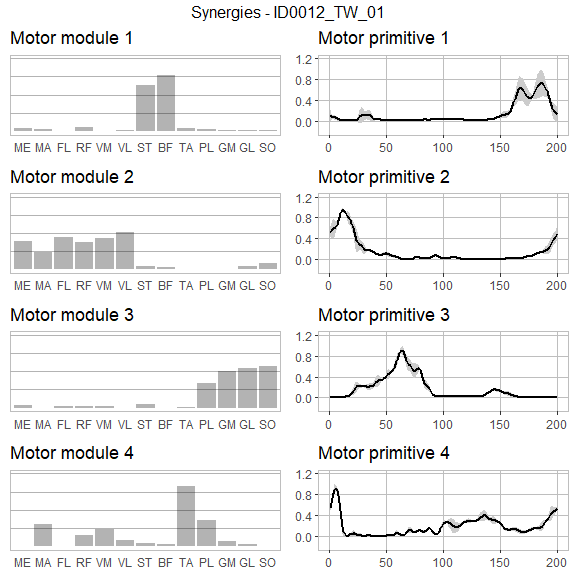 Synergies - ID0012_TW_01
Motor module 1
Motor primitive 1
1.2
0.8
0.4
0.0
ME MA FL RF VM VL ST BF TA PL GM GL SO
0 50 100 150 200
Motor module 2
Motor primitive 2
1.2
0.8
0.4
0.0
ME MA FL RF VM VL ST BF TA PL GM GL SO
0 50 100 150 200
Motor module 3
Motor primitive 3
1.2
0.8
0.4
0.0
ME MA FL RF VM VL ST BF TA PL GM GL SO
0 50 100 150 200
Motor module 4
Motor primitive 4
1.2
0.8
0.4
0.0
ME MA FL RF VM VL ST BF TA PL GM GL SO
0 50 100 150 200